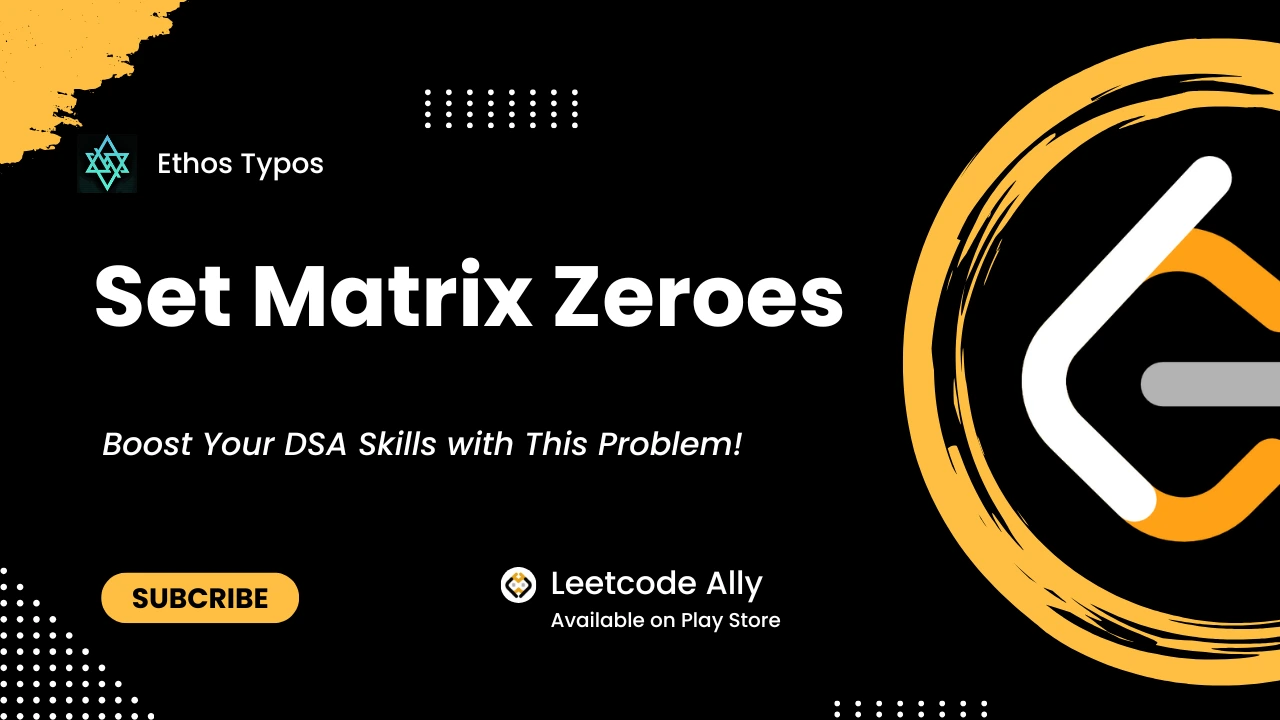 Ethos Typos
Set Matrix Zeroes
Boost Your DSA Skills with This Problem!
SUBCRIBE
Leetcode Ally
Available on Play Store